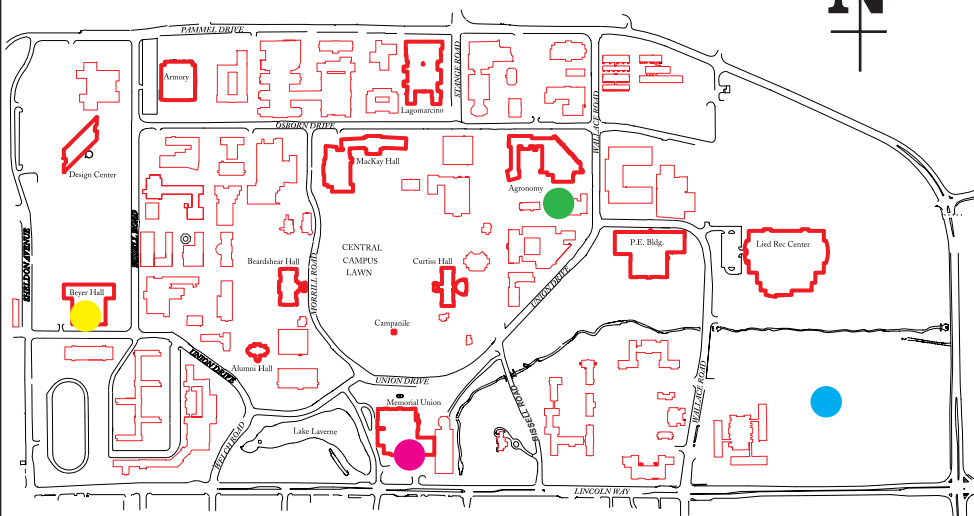 N
PAMMEL DRIVE
STANGE ROAD
Armory
Lagomarcino
WALLACE ROAD
OSBORN DRIVE
MacKay Hall
Design Center
Agronomy
SHELDON AVENUE
P.E. Bldg.
Lied Rec Center
CENTRAL
CAMPUS
LAWN
Beardshear Hall
MORRILL ROAD
Curtiss Hall
UNION DRIVE
Beyer Hall
Campanile
UNION DRIVE
Alumni Hall
UNION DRIVE
WALLACE ROAD
Memorial Union
BISSELL ROAD
Lake Laverne
WELCH ROAD
LINCOLN WAY